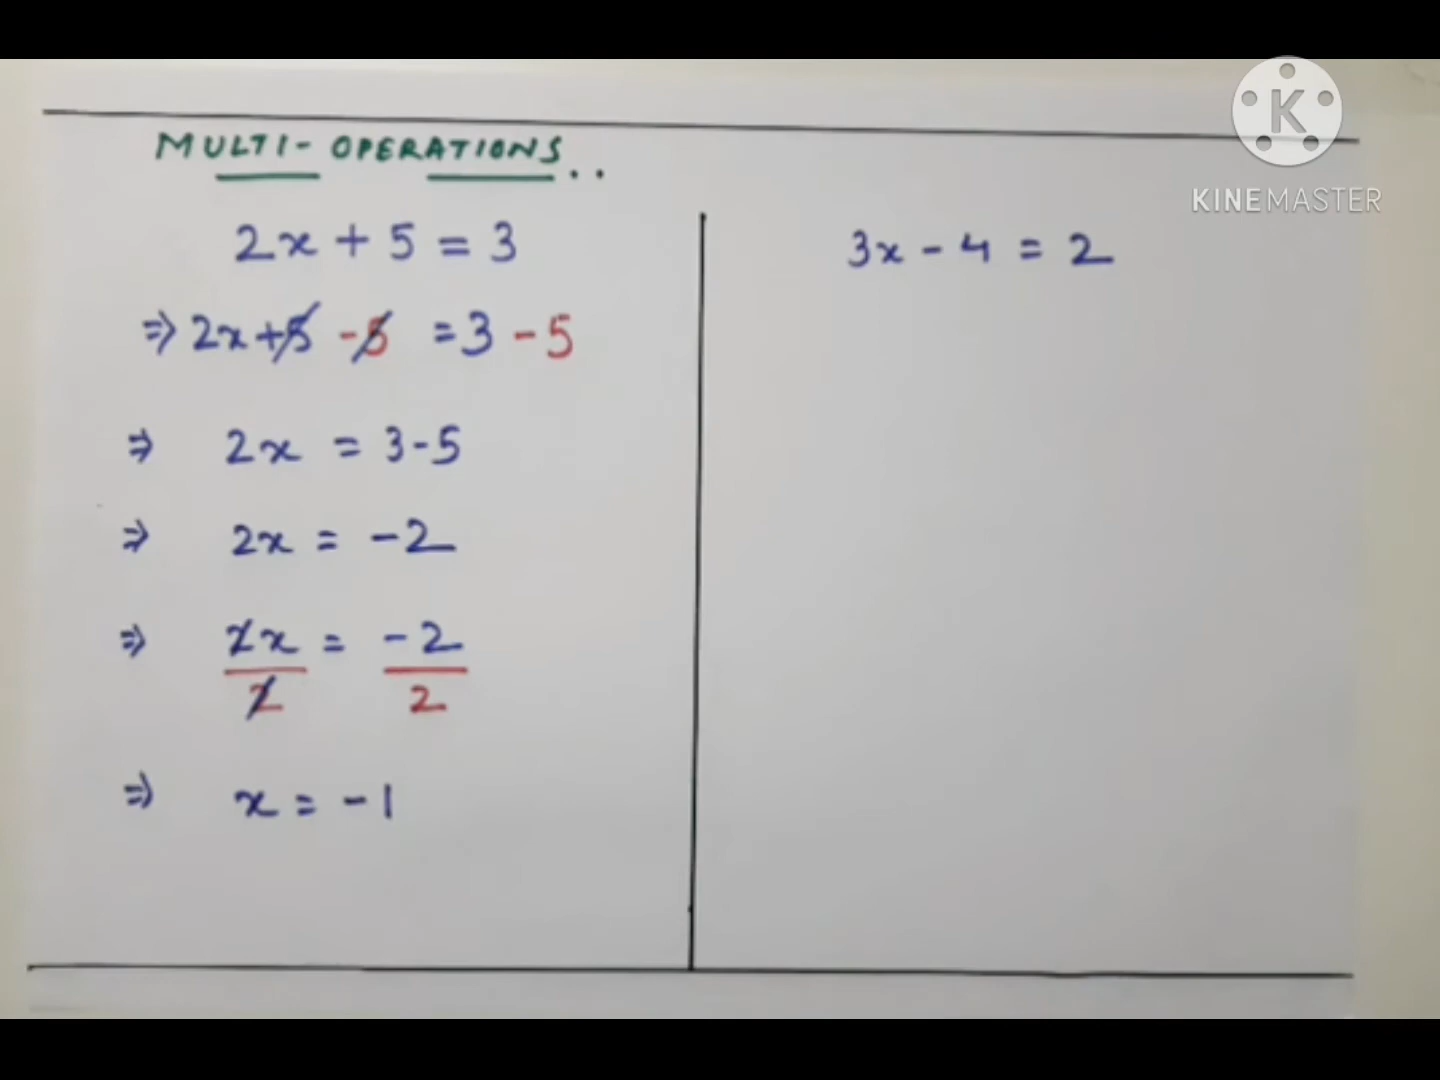 MULTI-OPERATIONS..
2x + 5 = 3
⇒ 2x+5 -5 = 3 - 5
⇒ 2x = 3-5
⇒ 2x = -2
⇒ 2x/2 = -2/2
⇒ x = -1
3x - 4 = 2
K
KINEMASTER